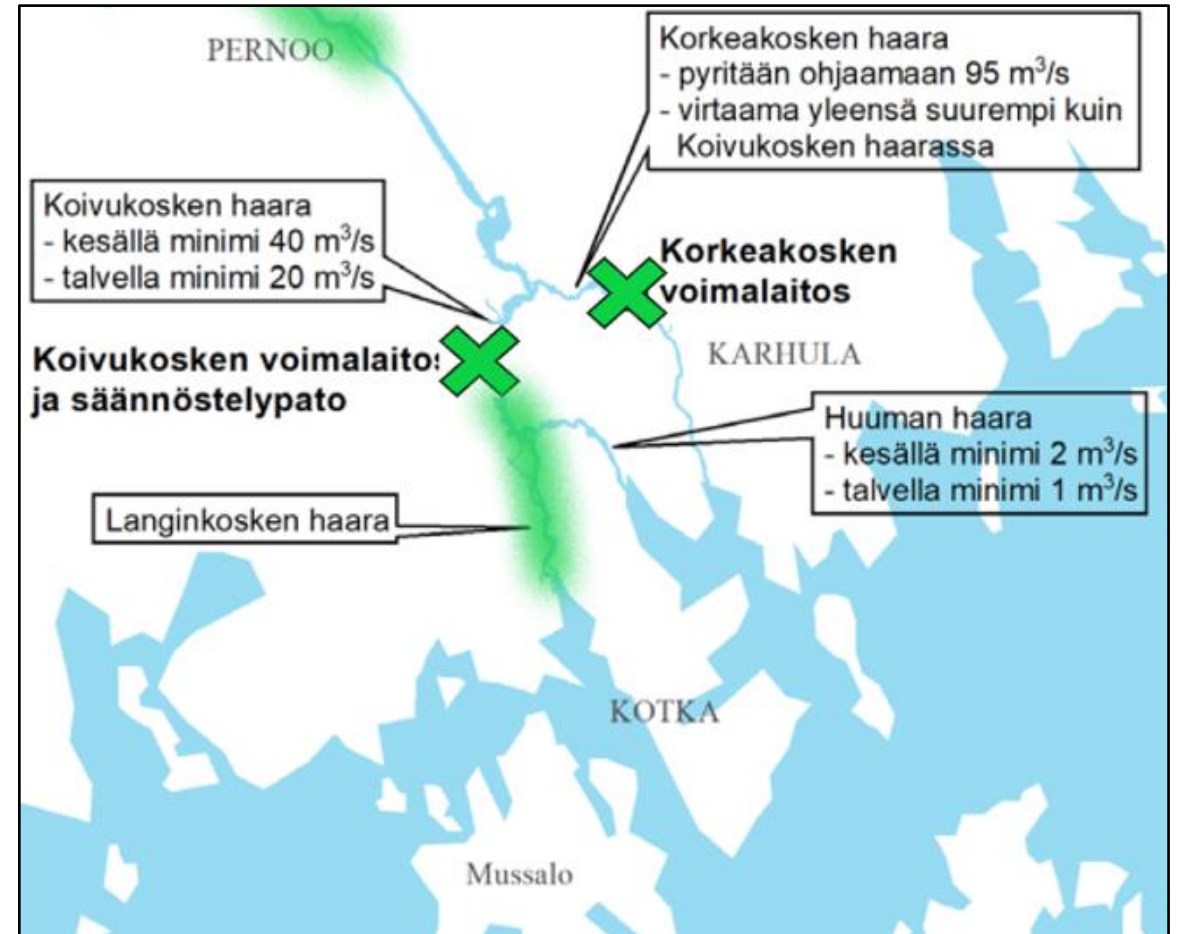 PERNOO
Korkeakosken haara
- pyritään ohjaamaan 95 m³/s
- virtaama yleensä suurempi kuin
Koivukosken haarassa
Koivukosken haara
- kesällä minimi 40 m³/s
- talvella minimi 20 m³/s
Korkeakosken
voimalaitos
Koivukosken voimalaitos
ja säännöstelypato
KARHULA
Huuman haara
- kesällä minimi 2 m³/s
- talvella minimi 1 m³/s
Langinkosken haara
KOTKA
Mussalo